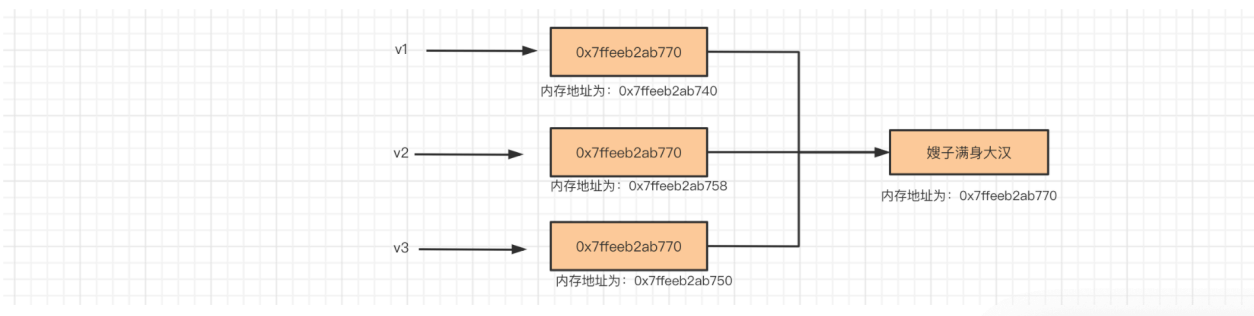 v1
0x7ffeeb2ab770
内存地址为：0x7ffeeb2ab740
v2
0x7ffeeb2ab770
内存地址为：0x7ffeeb2ab758
嫂子满身大汉
内存地址为：0x7ffeeb2ab770
v3
0x7ffeeb2ab770
内存地址为：0x7ffeeb2ab750